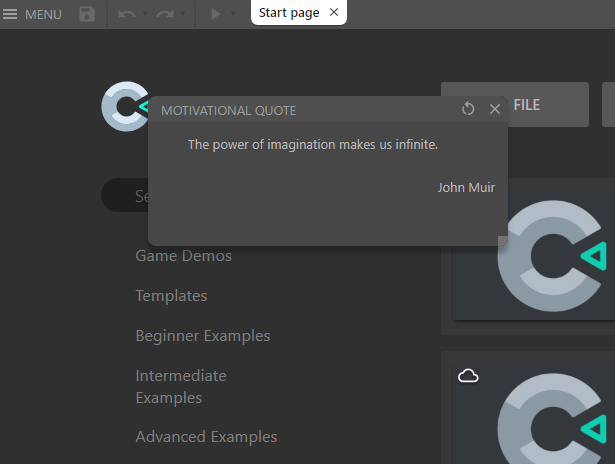 MENU
Start page
FILE
MOTIVATIONAL QUOTE
The power of imagination makes us infinite.
John Muir
Game Demos
Templates
Beginner Examples
Intermediate
Examples
Advanced Examples